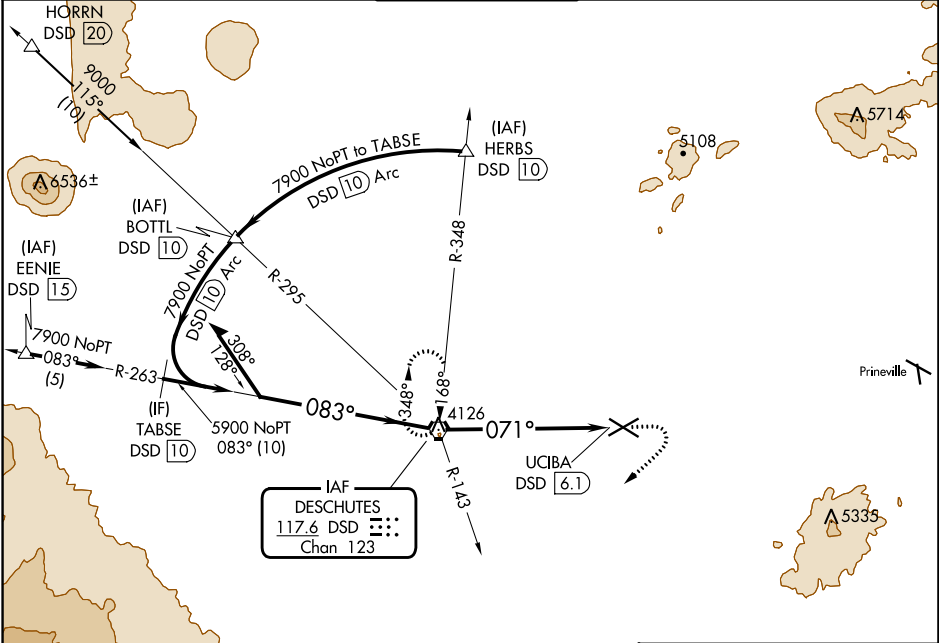 HORRN
DSD 20
9000
115°
(10)
6536±
(IAF)
HERBS
DSD 10
7900 NoPT to TABSE
DSD 10 Arc
5108
5714
(IAF)
BOTTL
DSD 10
R-348
(IAF)
EENIE
DSD 15
7900 NoPT
DSD 10 Arc
R-295
7900 NoPT
083°
(5)
R-263
308°
128°
348°
168°
Prineville
(IF)
TABSE
DSD 10
5900 NoPT
083° (10)
083°
4126
071°
UCIBA
DSD 6.1
R-143
IAF
DESCHUTES
117.6 DSD
Chan 123
5335